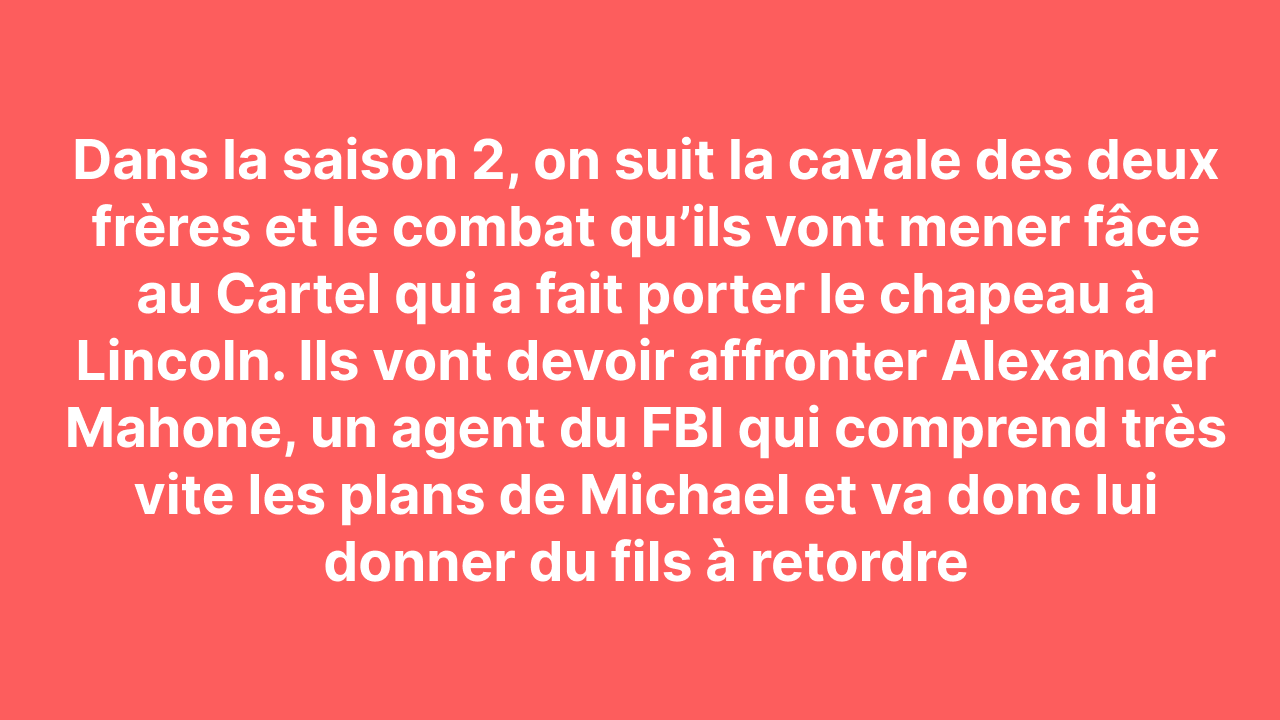 Dans la saison 2, on suit la cavale des deux
frères et le combat qu’ils vont mener fâce
au Cartel qui a fait porter le chapeau à
Lincoln. Ils vont devoir affronter Alexander
Mahone, un agent du FBI qui comprend très
vite les plans de Michael et va donc lui
donner du fils à retordre